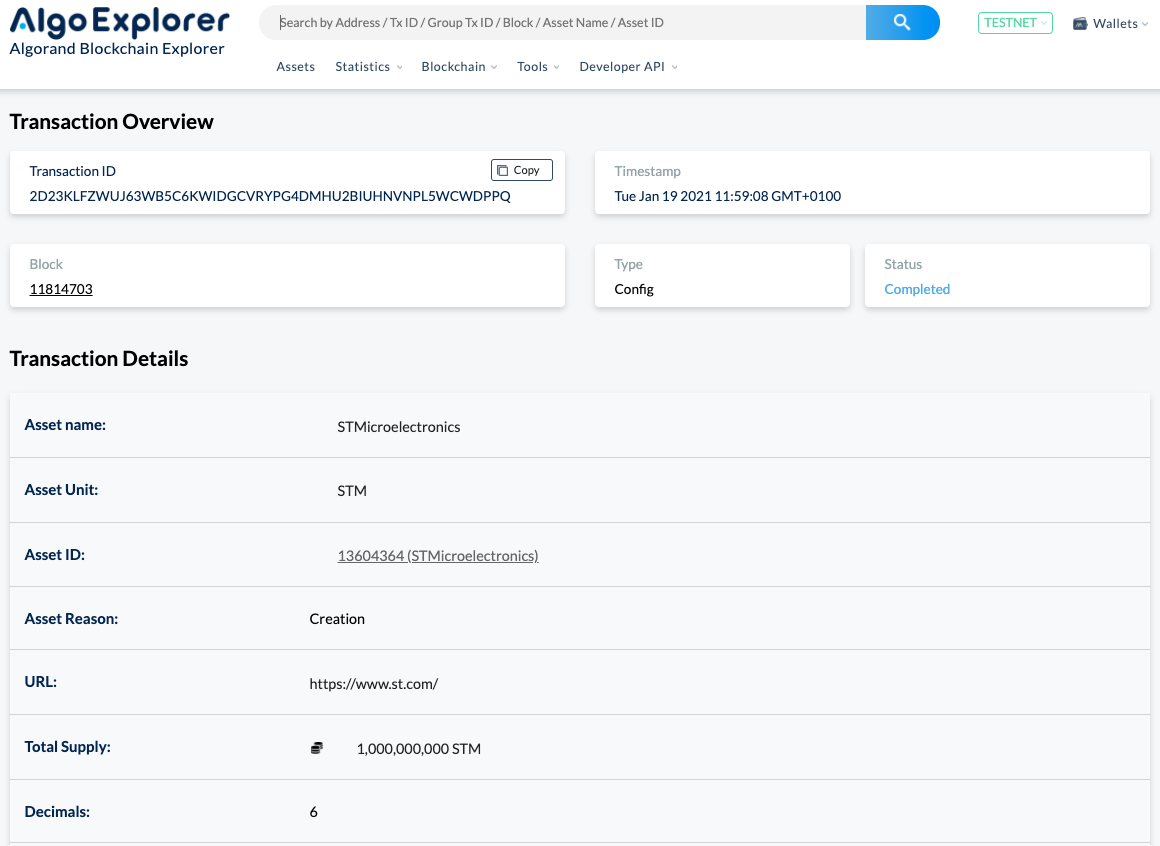 AlgoExplorer
Algorand Blockchain Explorer
Search by Address / Tx ID / Group Tx ID / Block / Asset Name / Asset ID
TESTNET
Wallets
Assets Statistics Blockchain Tools Developer API
Transaction Overview
Transaction ID
Copy
2D23KLFZWUJ63WB5C6KWIDGCVRYPG4DMHU2BIUHNVNPL5WCWDPPQ
Timestamp
Tue Jan 19 2021 11:59:08 GMT+0100
Block
11814703
Type
Config
Status
Completed
Transaction Details
Asset name: STMicroelectronics
Asset Unit: STM
Asset ID: 13604364 (STMicroelectronics)
Asset Reason: Creation
URL: https://www.st.com/
Total Supply: 1,000,000,000 STM
Decimals: 6